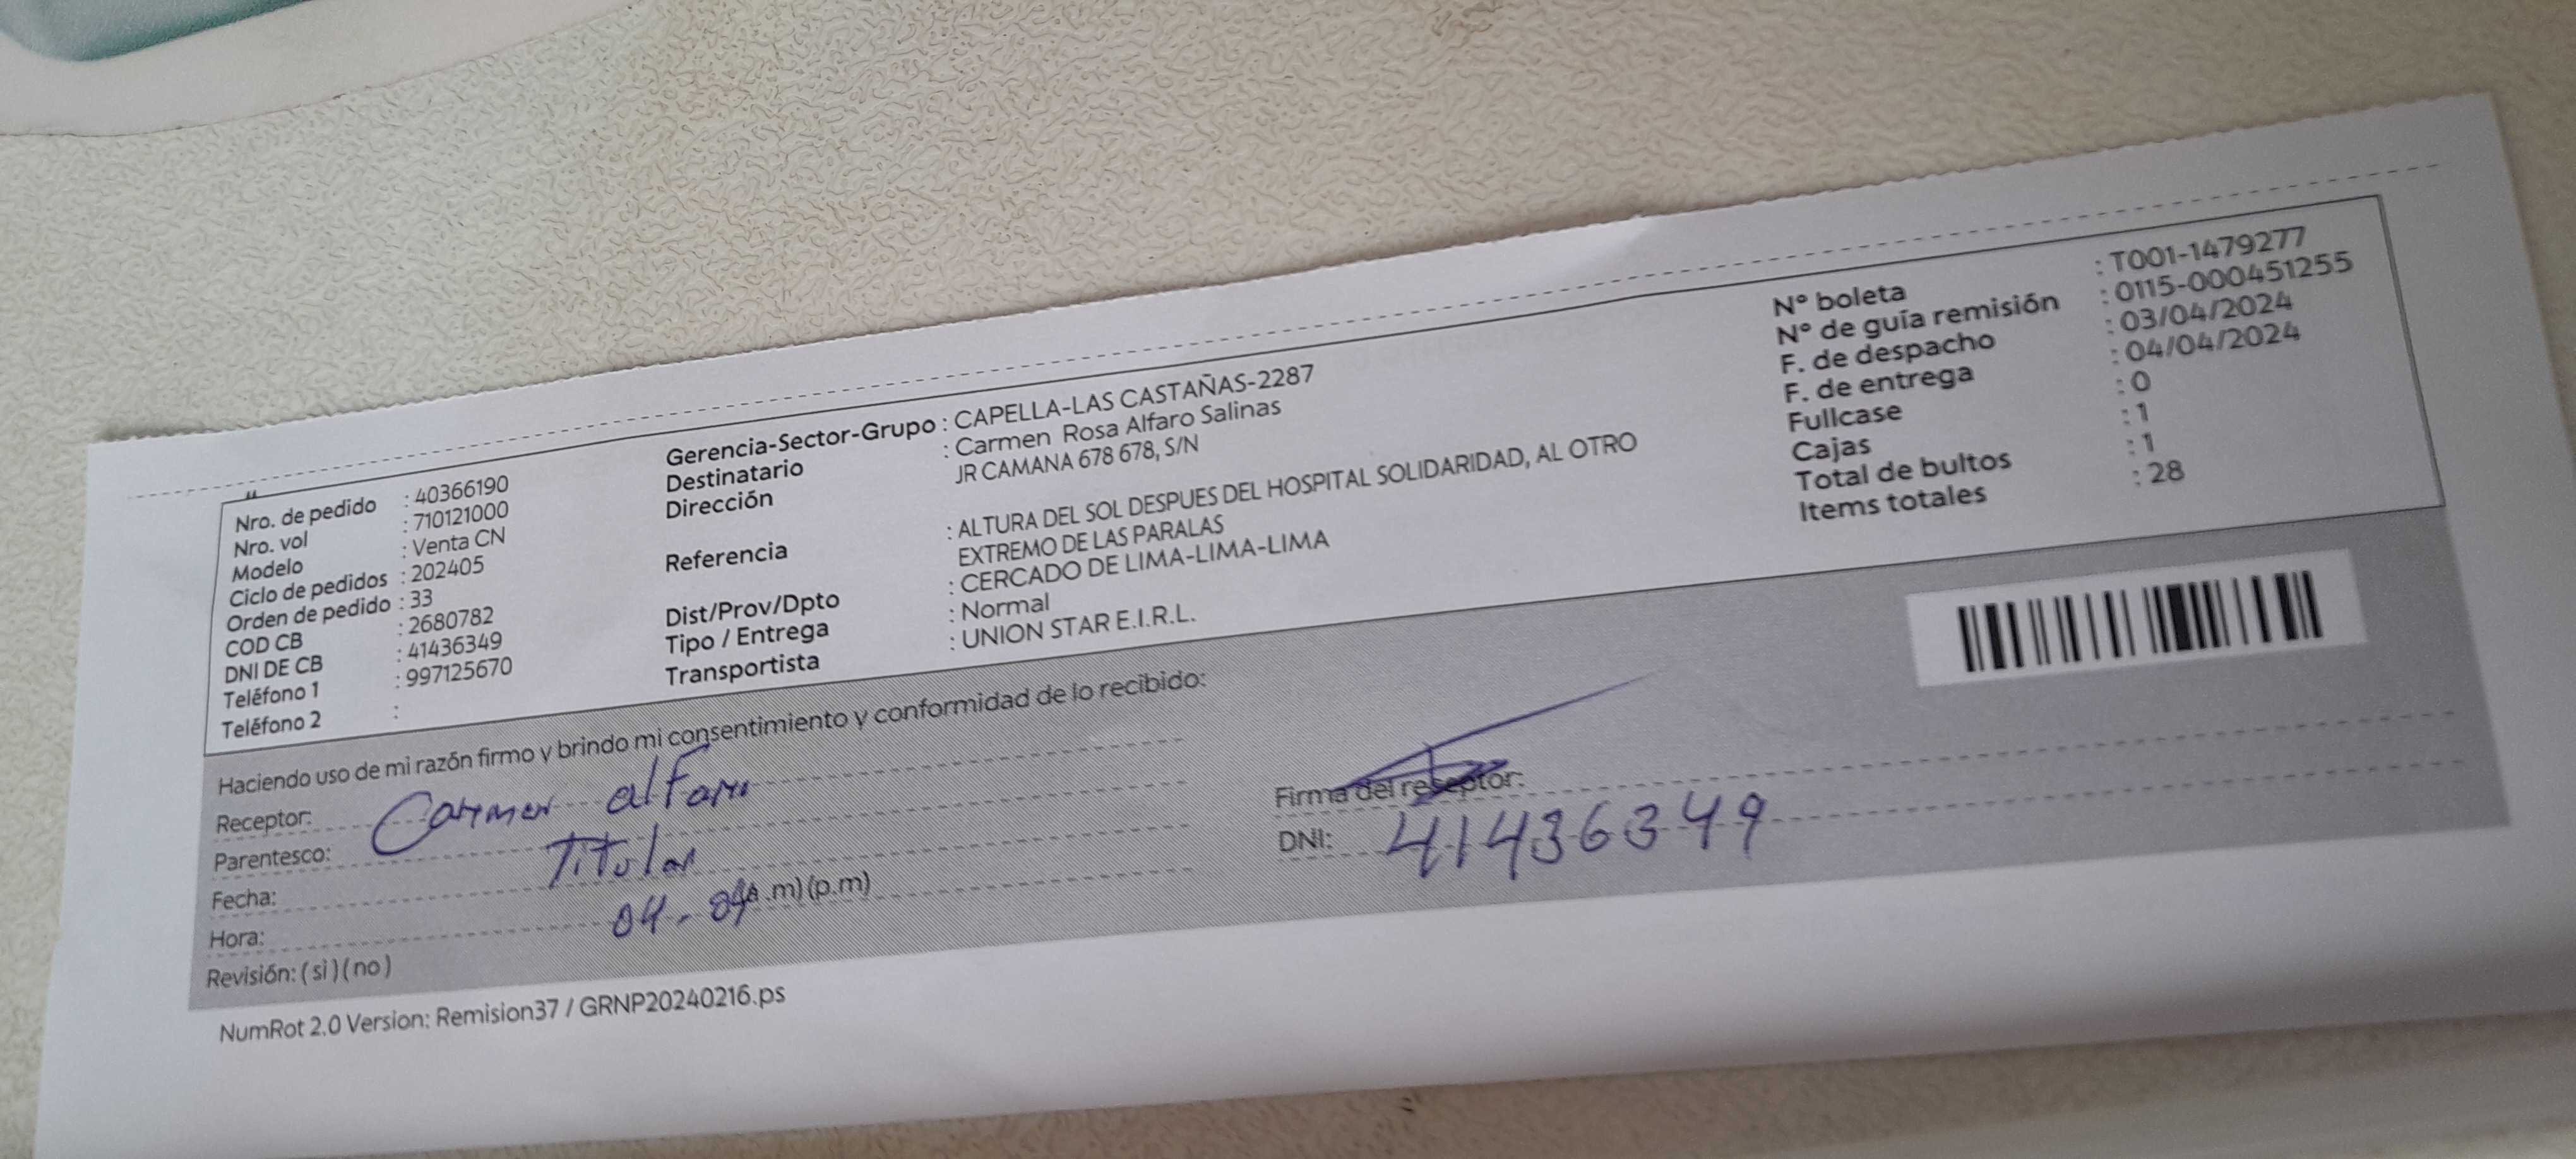 Nro. de pedido : 40366190
Nro. vol : 710121000
Modelo : Venta CN
Ciclo de pedidos : 202405
Orden de pedido : 33
COD CB : 2680782
DNI DE CB : 41436349
Teléfono 1 : 997125670
Teléfono 2 :
Gerencia-Sector-Grupo : CAPELLA-LAS CASTAÑAS-2287
Destinatario : Carmen Rosa Alfaro Salinas
Dirección JR CAMANA 678 678, S/N
Referencia : ALTURA DEL SOL DESPUES DEL HOSPITAL SOLIDARIDAD, AL OTRO
EXTREMO DE LAS PARALAS
Dist/Prov/Dpto : CERCADO DE LIMA-LIMA-LIMA
Tipo / Entrega : Normal
Transportista : UNION STAR E.I.R.L.
N° boleta : T001-1479277
N° de guía remisión : 0115-000451255
F. de despacho : 03/04/2024
F. de entrega : 04/04/2024
Fullcase : 0
Cajas : 1
Total de bultos : 1
Items totales : 28
Haciendo uso de mi razón firmo y brindo mi consentimiento y conformidad de lo recibido:
Receptor: Carmen alfaro
Parentesco: Titular
Fecha: 04-04
Hora: (a.m)(p.m)
Revisión: (sì)(no)
Firma del receptor:
DNI: 41436349
NumRot 2.0 Version: Remision37 / GRNP20240216.ps